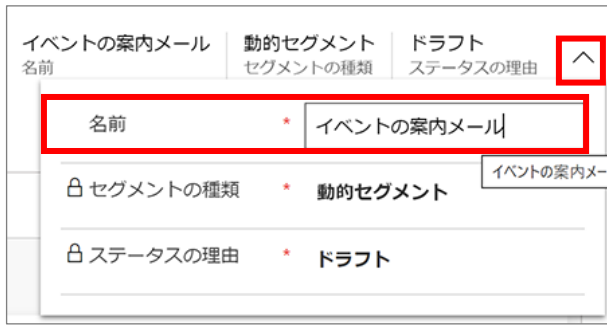 イベントの案内メール 動的セグメント ドラフト
名前 セグメントの種類 ステータスの理由
名前 * イベントの案内メール
イベントの案内メー
セグメントの種類 * 動的セグメント
ステータスの理由 * ドラフト